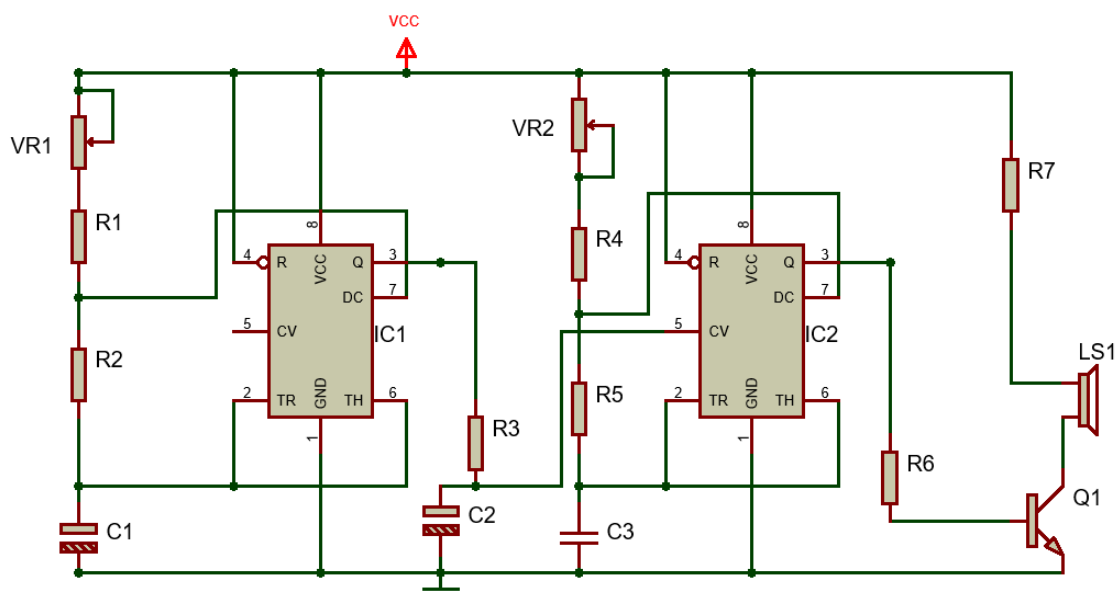 VCC
VR1
VR2
R7
R1
R4
4 R
VCC
8
Q 3
DC 7
5 CV
IC1
2 TR
GND
1
TH 6
4 R
VCC
8
Q 3
DC 7
5 CV
IC2
2 TR
GND
1
TH 6
LS1
R2
R5
R3
R6
Q1
C1
C2
C3